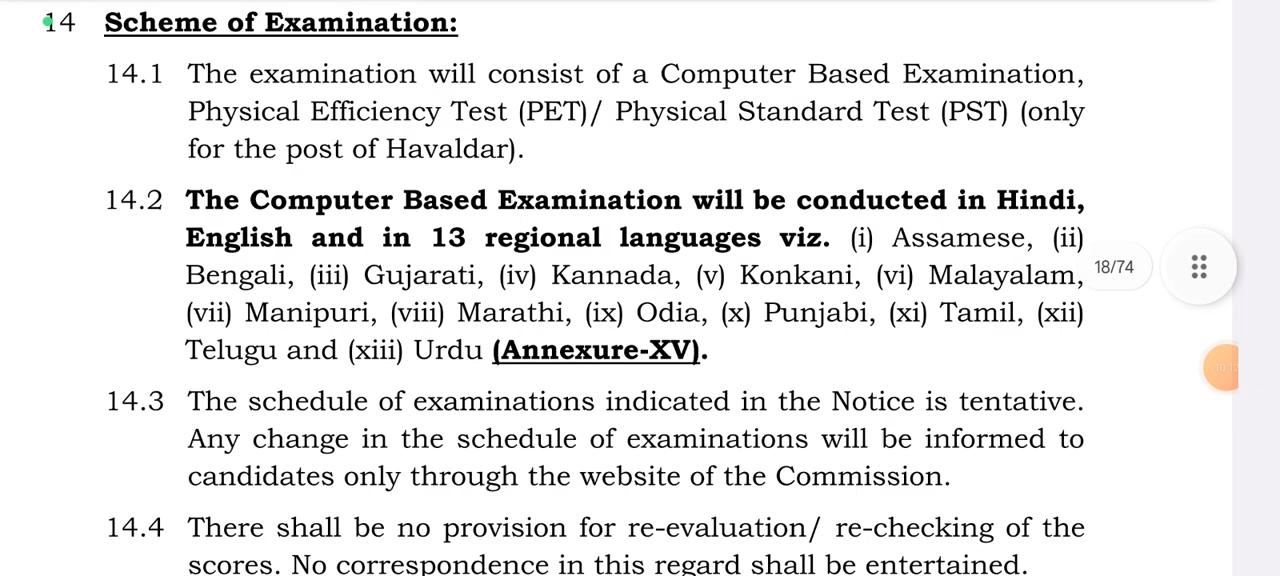 14 Scheme of Examination:
14.1 The examination will consist of a Computer Based Examination,
Physical Efficiency Test (PET)/ Physical Standard Test (PST) (only
for the post of Havaldar).
14.2 The Computer Based Examination will be conducted in Hindi,
English and in 13 regional languages viz. (i) Assamese, (ii)
Bengali, (iii) Gujarati, (iv) Kannada, (v) Konkani, (vi) Malayalam,
18/74
(vii) Manipuri, (viii) Marathi, (ix) Odia, (x) Punjabi, (xi) Tamil, (xii)
Telugu and (xiii) Urdu (Annexure-XV).
14.3 The schedule of examinations indicated in the Notice is tentative.
Any change in the schedule of examinations will be informed to
candidates only through the website of the Commission.
14.4 There shall be no provision for re-evaluation/ re-checking of the
scores. No correspondence in this regard shall be entertained.